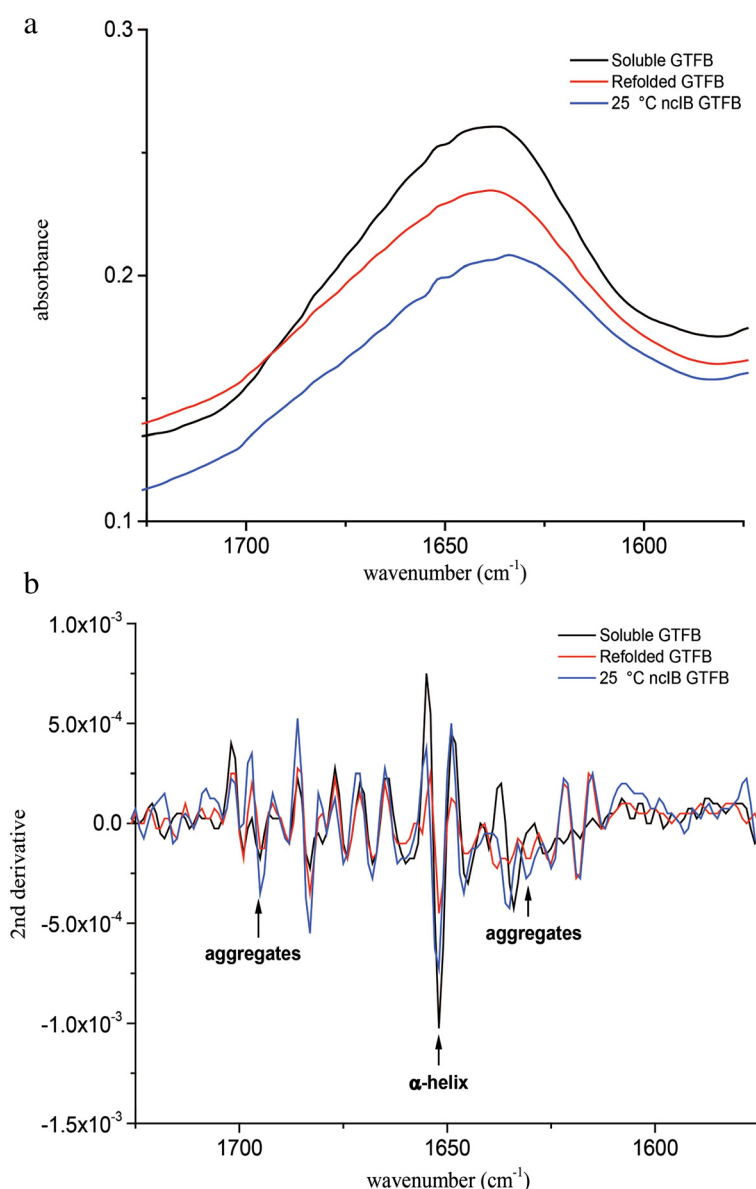 a
0.3
Soluble GTFB
Refolded GTFB
25 °C ncIB GTFB
absorbance
0.2
0.1
1700
1650
1600
wavenumber (cm⁻¹)
b
1.0x10⁻³
Soluble GTFB
Refolded GTFB
25 °C ncIB GTFB
5.0x10⁻⁴
0.0
2nd derivative
-5.0x10⁻⁴
aggregates
aggregates
-1.0x10⁻³
α-helix
-1.5x10⁻³
1700
1650
1600
wavenumber (cm⁻¹)